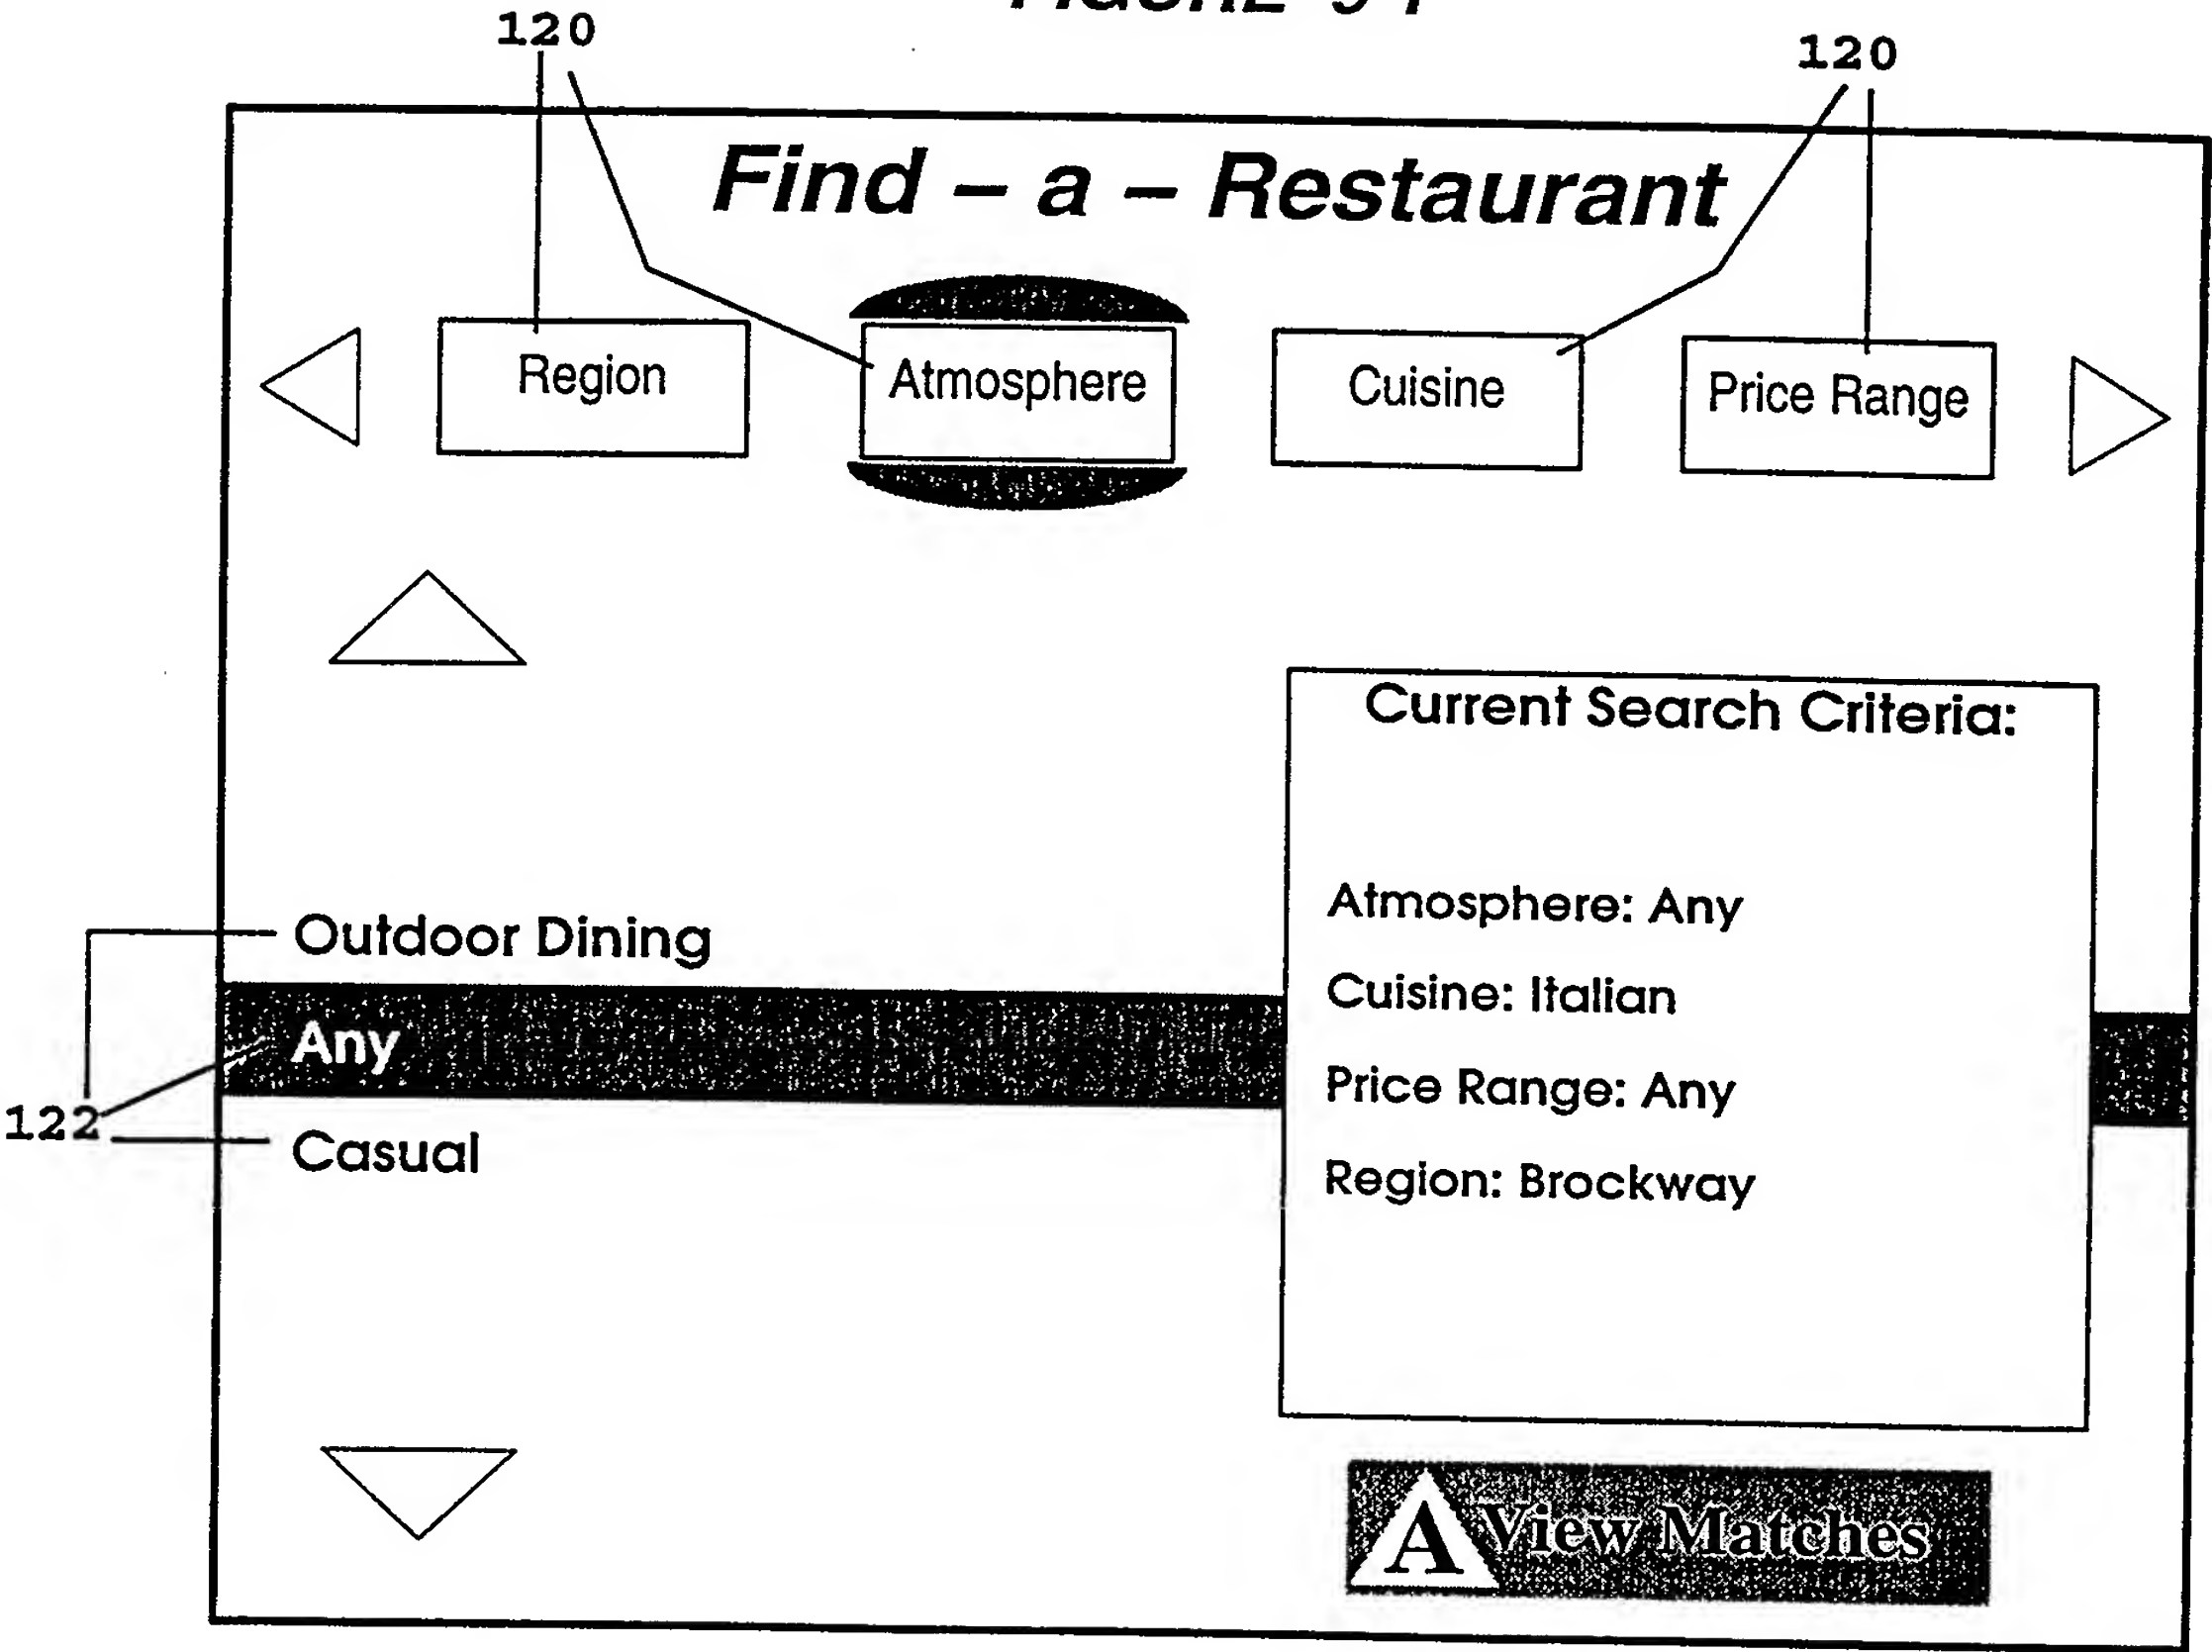 120
120
Find – a – Restaurant
Region
Atmosphere
Cuisine
Price Range
Current Search Criteria:
Atmosphere: Any
Cuisine: Italian
Price Range: Any
Region: Brockway
Outdoor Dining
Any
Casual
122
A View Matches